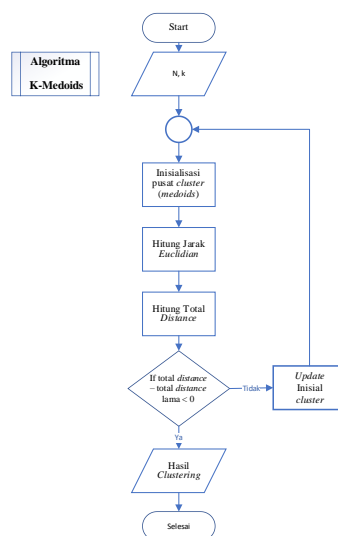 Start
Algoritma
K-Medoids
N, k
Inisialisasi
pusat cluster
(medoids)
Hitung Jarak
Euclidian
Hitung Total
Distance
If total distance
– total distance
lama < 0
Tidak
Update
Inisial
cluster
Ya
Hasil
Clustering
Selesai